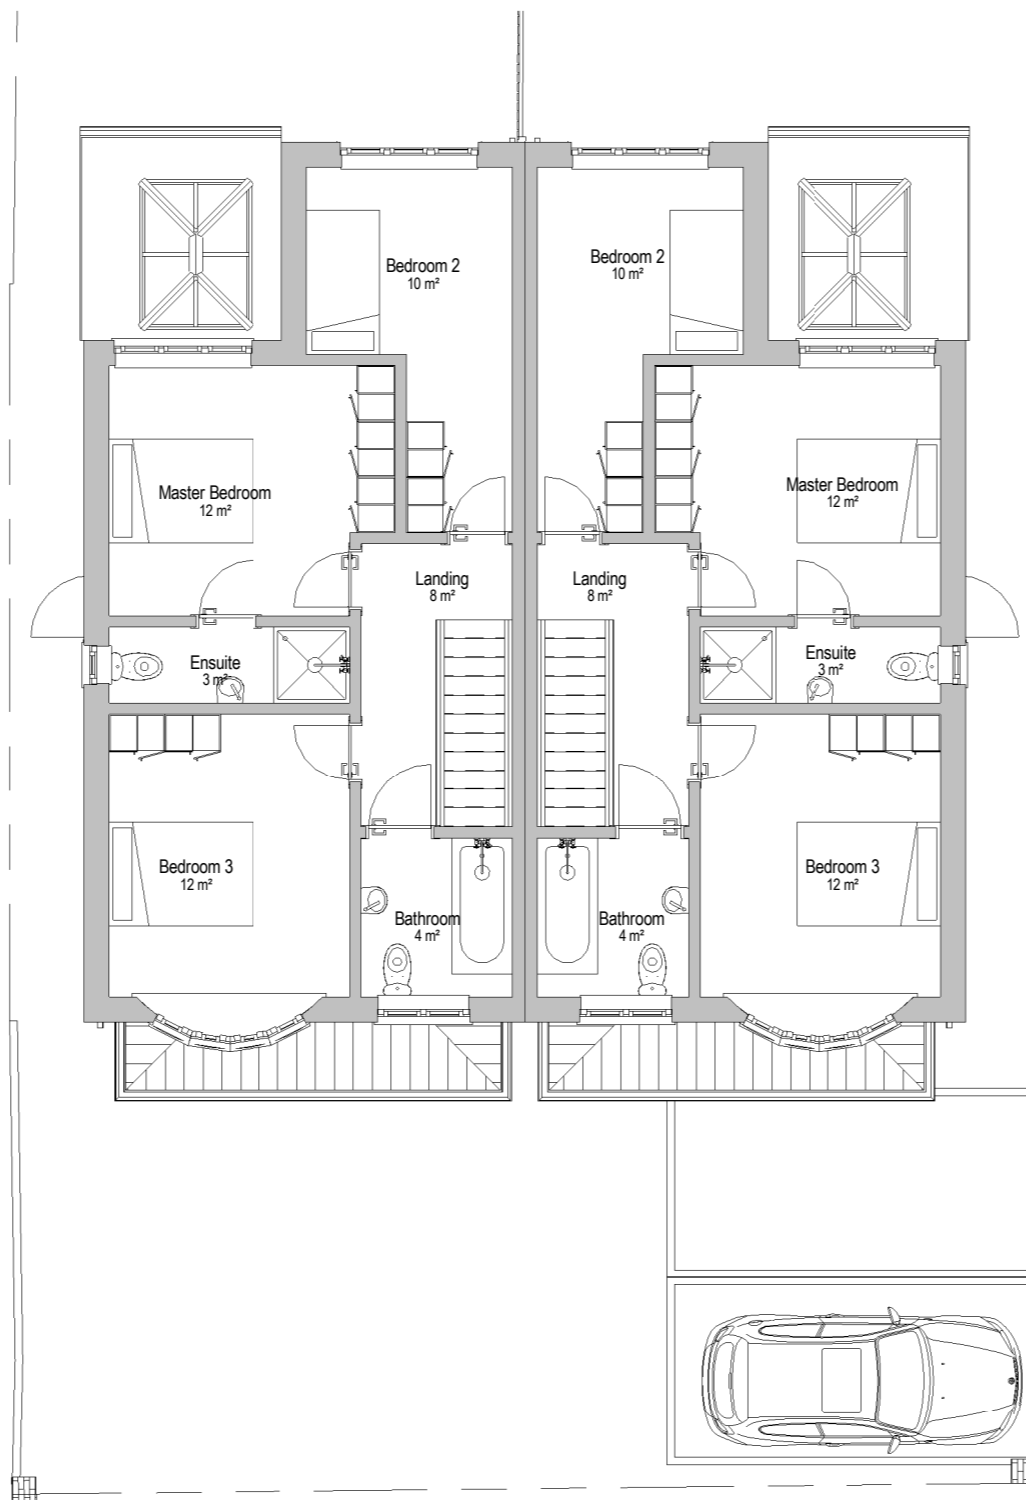 Bedroom 2
10 m²
Bedroom 2
10 m²
Master Bedroom
12 m²
Master Bedroom
12 m²
Landing
8 m²
Landing
8 m²
Ensuite
3 m²
Ensuite
3 m²
Bedroom 3
12 m²
Bedroom 3
12 m²
Bathroom
4 m²
Bathroom
4 m²